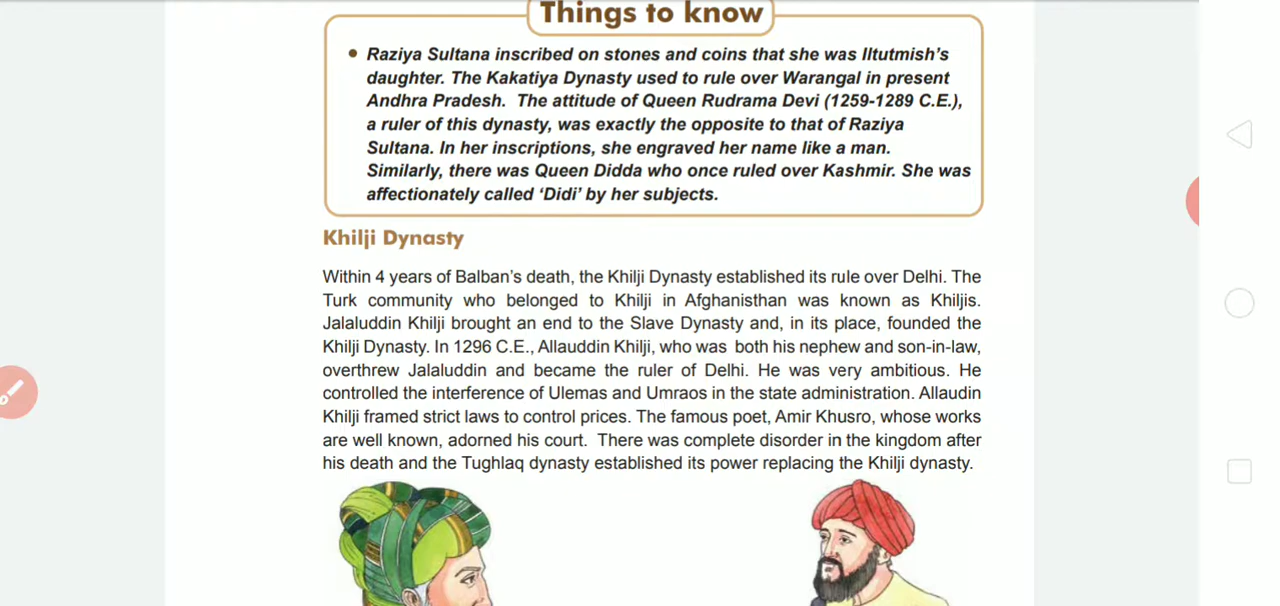 Things to know
• Raziya Sultana inscribed on stones and coins that she was Iltutmish's
daughter. The Kakatiya Dynasty used to rule over Warangal in present
Andhra Pradesh. The attitude of Queen Rudrama Devi (1259-1289 C.E.),
a ruler of this dynasty, was exactly the opposite to that of Raziya
Sultana. In her inscriptions, she engraved her name like a man.
Similarly, there was Queen Didda who once ruled over Kashmir. She was
affectionately called 'Didi' by her subjects.
Khilji Dynasty
Within 4 years of Balban's death, the Khilji Dynasty established its rule over Delhi. The
Turk community who belonged to Khilji in Afghanisthan was known as Khiljis.
Jalaluddin Khilji brought an end to the Slave Dynasty and, in its place, founded the
Khilji Dynasty. In 1296 C.E., Allauddin Khilji, who was both his nephew and son-in-law,
overthrew Jalaluddin and became the ruler of Delhi. He was very ambitious. He
controlled the interference of Ulemas and Umraos in the state administration. Allaudin
Khilji framed strict laws to control prices. The famous poet, Amir Khusro, whose works
are well known, adorned his court. There was complete disorder in the kingdom after
his death and the Tughlaq dynasty established its power replacing the Khilji dynasty.